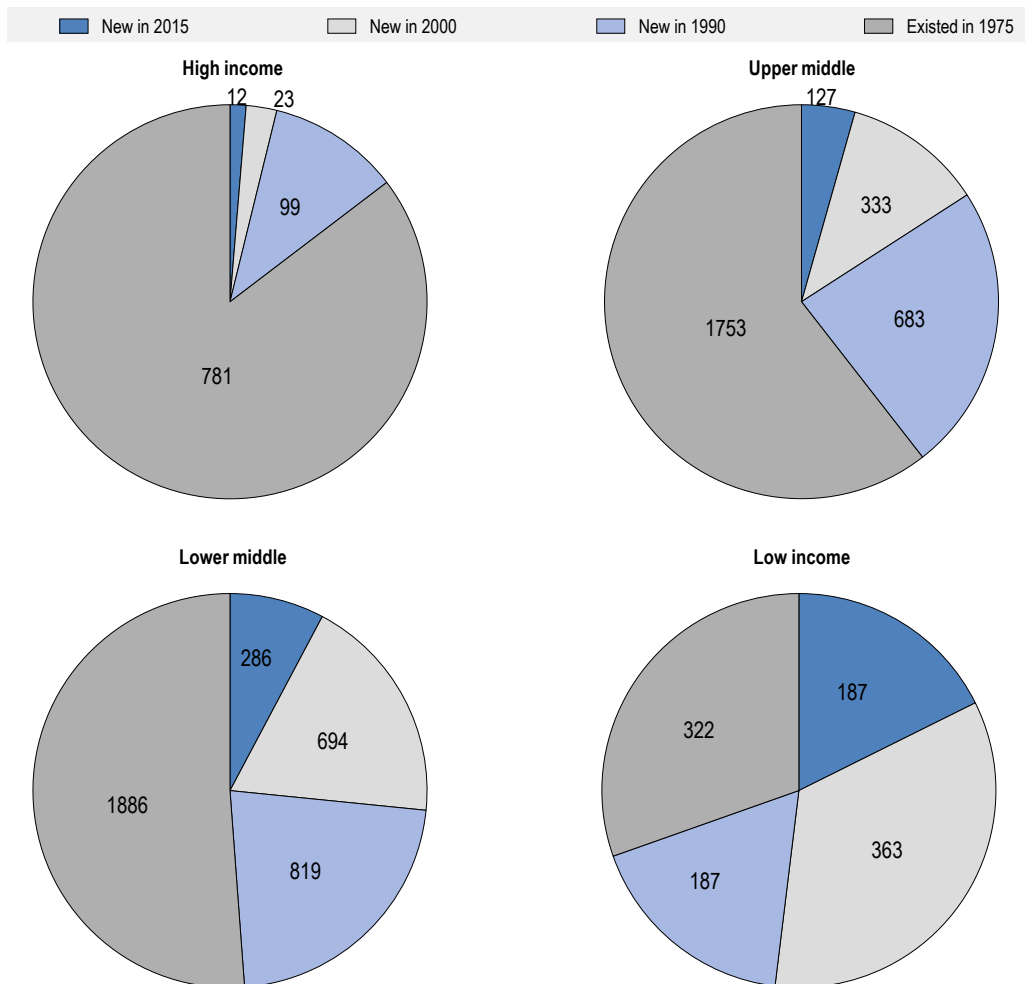 New in 2015 New in 2000 New in 1990 Existed in 1975
High income Upper middle
12 23 127
99 333
1753 683
781
Lower middle Low income
286 187
694 322
1886
819 187 363